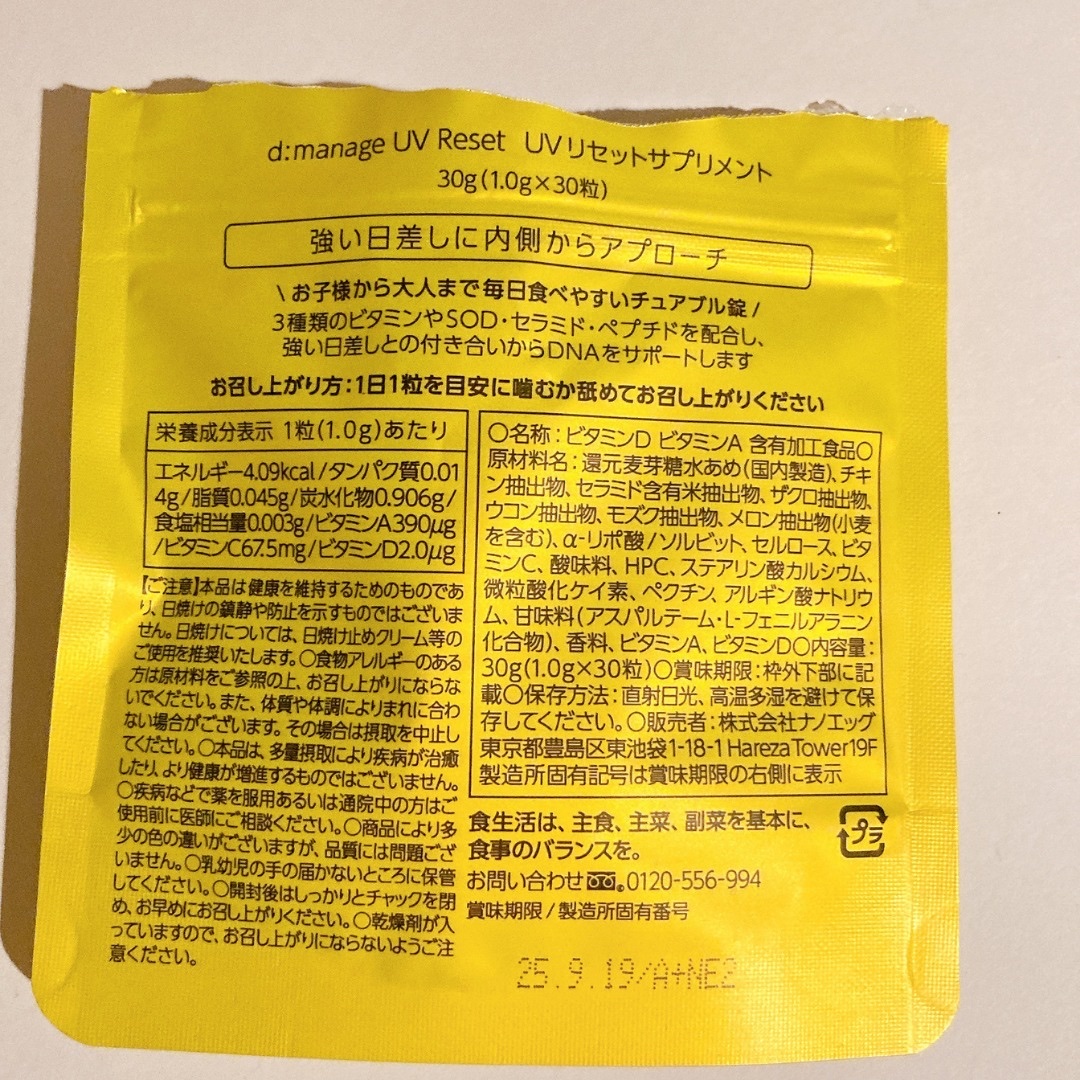 d:manage UV Reset UVリセットサプリメント
30g(1.0g×30粒)
強い日差しに内側からアプローチ
\ お子様から大人まで毎日食べやすいチュアブル錠 /
3種類のビタミンやSOD・セラミド・ペプチドを配合し、
強い日差しとの付き合いからDNAをサポートします
お召し上がり方：1日1粒を目安に噛むか舐めてお召し上がりください
栄養成分表示 1粒(1.0g)あたり
エネルギー4.09kcal/タンパク質0.01
4g/脂質0.045g/炭水化物0.906g/
食塩相当量0.003g/ビタミンA390μg
/ビタミンC67.5mg/ビタミンD2.0μg
【ご注意】本品は健康を維持するためのものであ
り、日焼けの鎮静や防止を示すものではございま
せん。日焼けについては、日焼け止めクリーム等の
ご使用を推奨いたします。○食物アレルギーのある
方は原材料をご参照の上、お召し上がりにならな
いでください。また、体質や体調によりまれに合わ
ない場合がございます。その場合は摂取を中止し
てください。○本品は、多量摂取により疾病が治癒
したり、より健康が増進するものではございません。
○疾病などで薬を服用あるいは通院中の方はご
使用前に医師にご相談ください。○商品により多
少の色の違いがございますが、品質には問題ござ
いません。○乳幼児の手の届かないところに保管
してください。○開封後はしっかりとチャックを閉
め、お早めにお召し上がりください。○乾燥剤が入
っていますので、お召し上がりにならないようご注
意ください。
○名称：ビタミンD ビタミンA 含有加工食品○
原材料名：還元麦芽糖水あめ(国内製造)、チキ
ン抽出物、セラミド含有米抽出物、ザクロ抽出物、
ウコン抽出物、モズク抽出物、メロン抽出物(小麦
を含む)、α-リポ酸/ソルビット、セルロース、ビタ
ミンC、酸味料、HPC、ステアリン酸カルシウム、
微粒酸化ケイ素、ペクチン、アルギン酸ナトリウ
ム、甘味料(アスパルテーム・L-フェニルアラニン
化合物)、香料、ビタミンA、ビタミンD○内容量：
30g(1.0g×30粒)○賞味期限：枠外下部に記
載○保存方法：直射日光、高温多湿を避けて保
存してください。○販売者：株式会社ナノエッグ
東京都豊島区東池袋1-18-1 Hareza Tower19F
製造所固有記号は賞味期限の右側に表示
食生活は、主食、主菜、副菜を基本に、
食事のバランスを。
プラ
お問い合わせ 0120-556-994
賞味期限/製造所固有番号
25.9.19/A+NE2